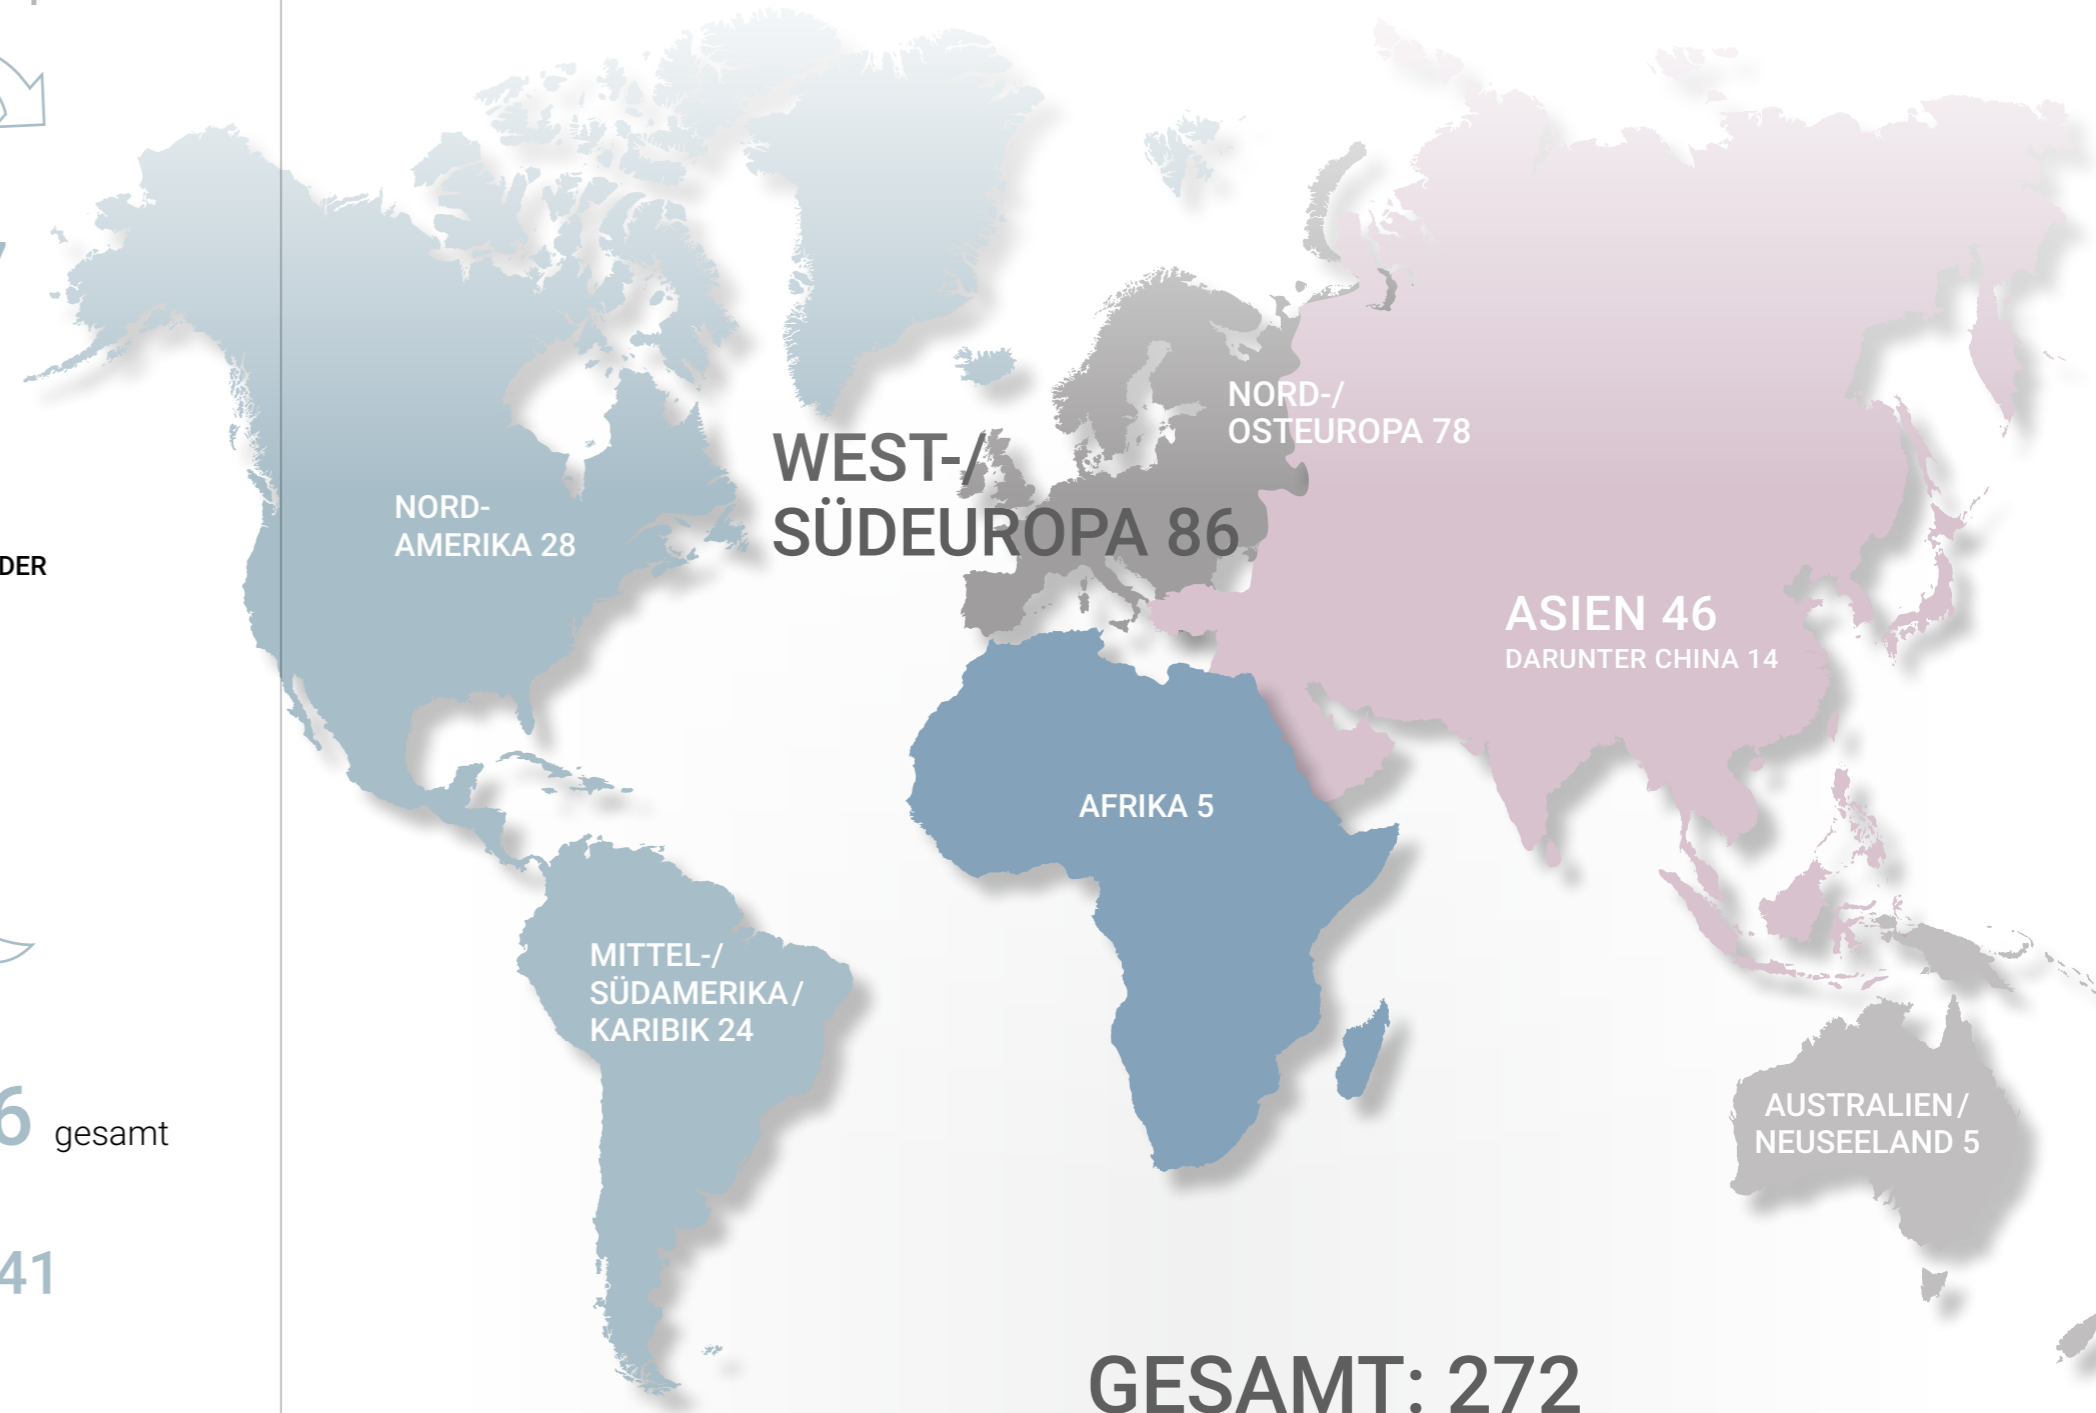 NORD-/
OSTEUROPA 78
WEST-/
SÜDEUROPA 86
NORD-
AMERIKA 28
DER
ASIEN 46
DARUNTER CHINA 14
AFRIKA 5
MITTEL-/
SÜDAMERIKA/
KARIBIK 24
AUSTRALIEN/
NEUSEELAND 5
6 gesamt
41
GESAMT: 272